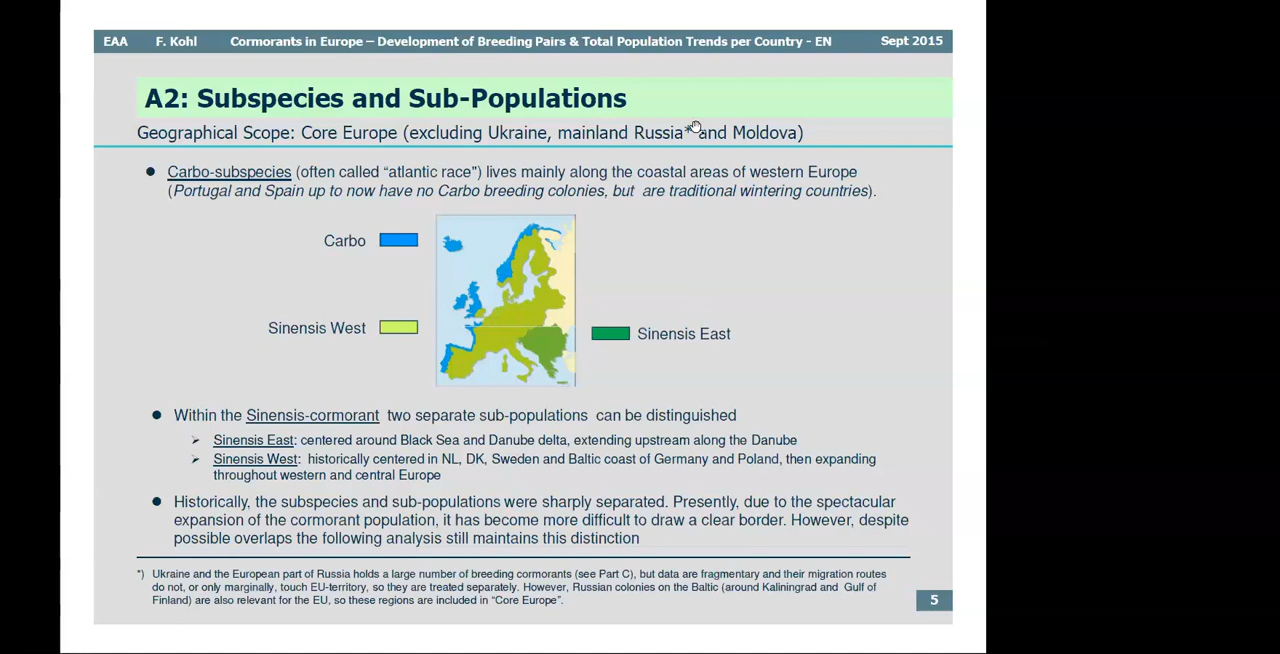 EAA F. Kohl Cormorants in Europe – Development of Breeding Pairs & Total Population Trends per Country - EN Sept 2015
A2: Subspecies and Sub-Populations
Geographical Scope: Core Europe (excluding Ukraine, mainland Russia* and Moldova)
● Carbo-subspecies (often called “atlantic race”) lives mainly along the coastal areas of western Europe
(Portugal and Spain up to now have no Carbo breeding colonies, but are traditional wintering countries).
Carbo
Sinensis West
Sinensis East
● Within the Sinensis-cormorant two separate sub-populations can be distinguished
➢ Sinensis East: centered around Black Sea and Danube delta, extending upstream along the Danube
➢ Sinensis West: historically centered in NL, DK, Sweden and Baltic coast of Germany and Poland, then expanding
throughout western and central Europe
● Historically, the subspecies and sub-populations were sharply separated. Presently, due to the spectacular
expansion of the cormorant population, it has become more difficult to draw a clear border. However, despite
possible overlaps the following analysis still maintains this distinction
*) Ukraine and the European part of Russia holds a large number of breeding cormorants (see Part C), but data are fragmentary and their migration routes
do not, or only marginally, touch EU-territory, so they are treated separately. However, Russian colonies on the Baltic (around Kaliningrad and Gulf of
Finland) are also relevant for the EU, so these regions are included in “Core Europe”.
5